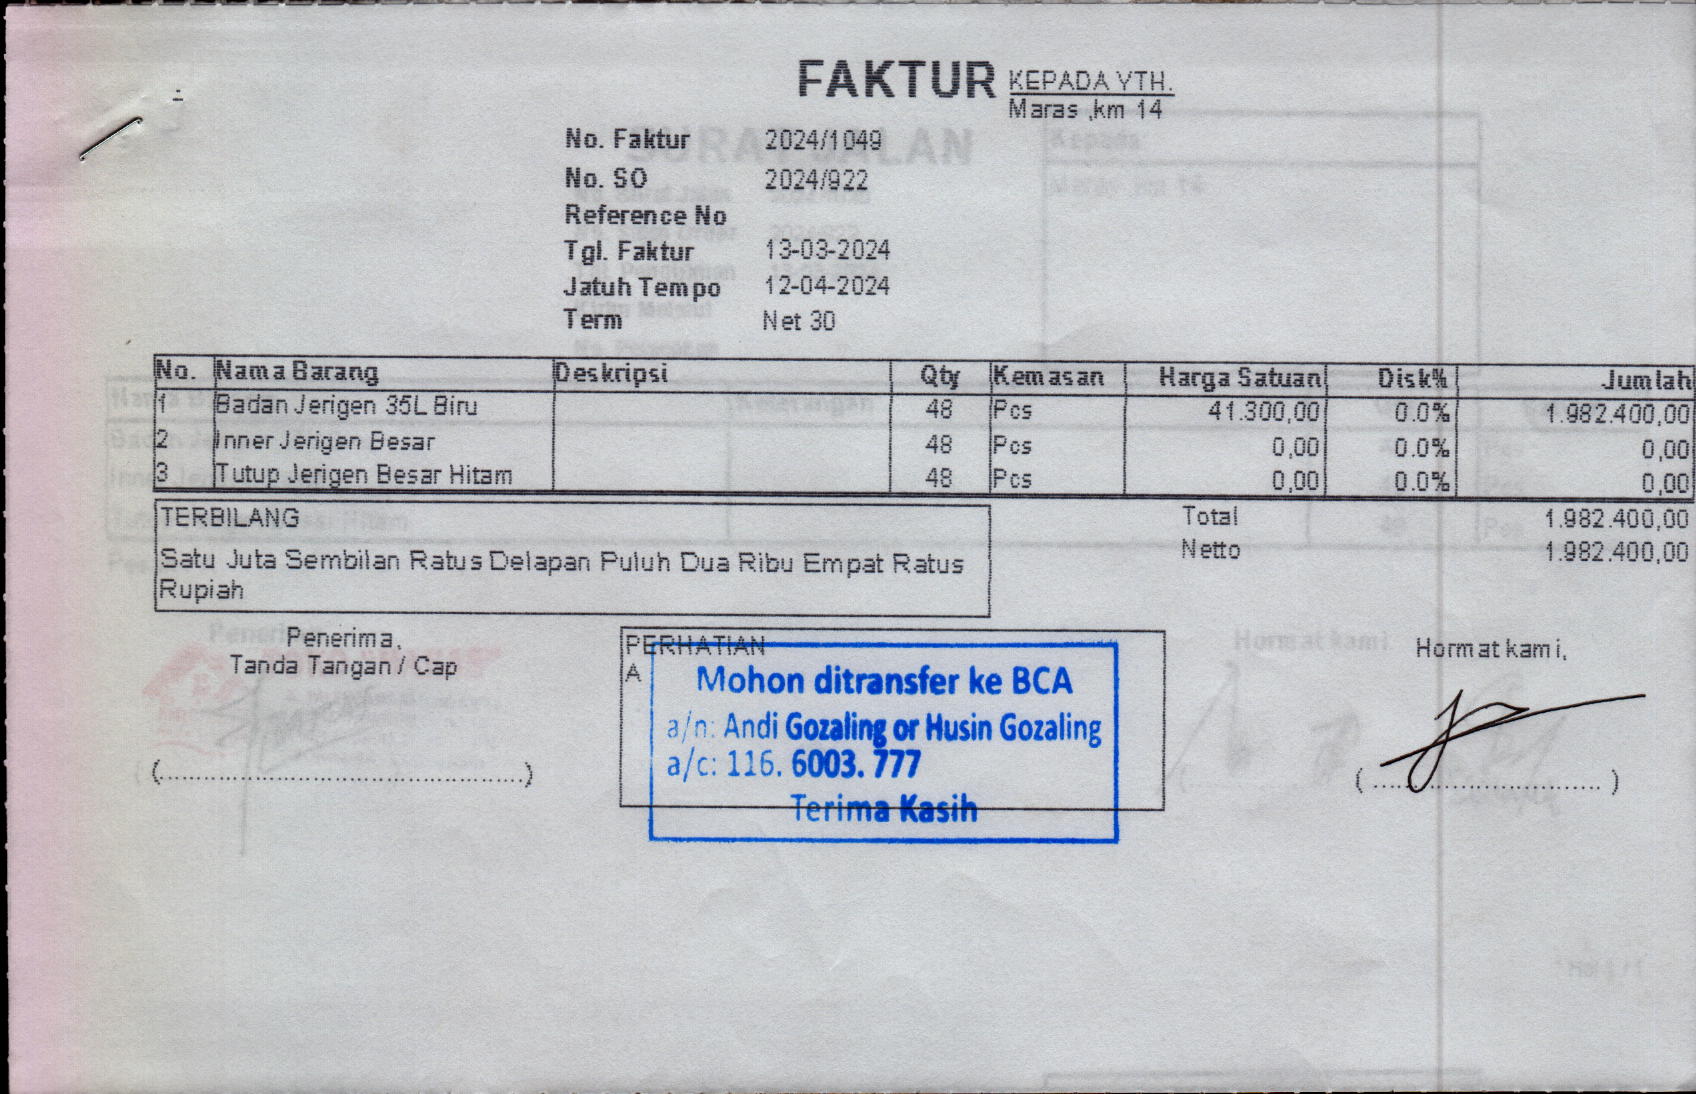 FAKTUR
KEPADA YTH.
Maras ,km 14
No. Faktur 2024/1049
No. SO 2024/922
Reference No
Tgl. Faktur 13-03-2024
Jatuh Tempo 12-04-2024
Term Net 30
No. Nama Barang Deskripsi Qty Kemasan Harga Satuan Disk% Jumlah
1 Badan Jerigen 35L Biru 48 Pcs 41.300,00 0.0% 1.982.400,00
2 Inner Jerigen Besar 48 Pcs 0,00 0.0% 0,00
3 Tutup Jerigen Besar Hitam 48 Pcs 0,00 0.0% 0,00
TERBILANG
Satu Juta Sembilan Ratus Delapan Puluh Dua Ribu Empat Ratus
Rupiah
Total 1.982.400,00
Netto 1.982.400,00
Penerima,
Tanda Tangan / Cap
(....................................................)
PERHATIAN
A
Mohon ditransfer ke BCA
a/n: Andi Gozaling or Husin Gozaling
a/c: 116. 6003. 777
Terima Kasih
Hormat kami,
(................................)